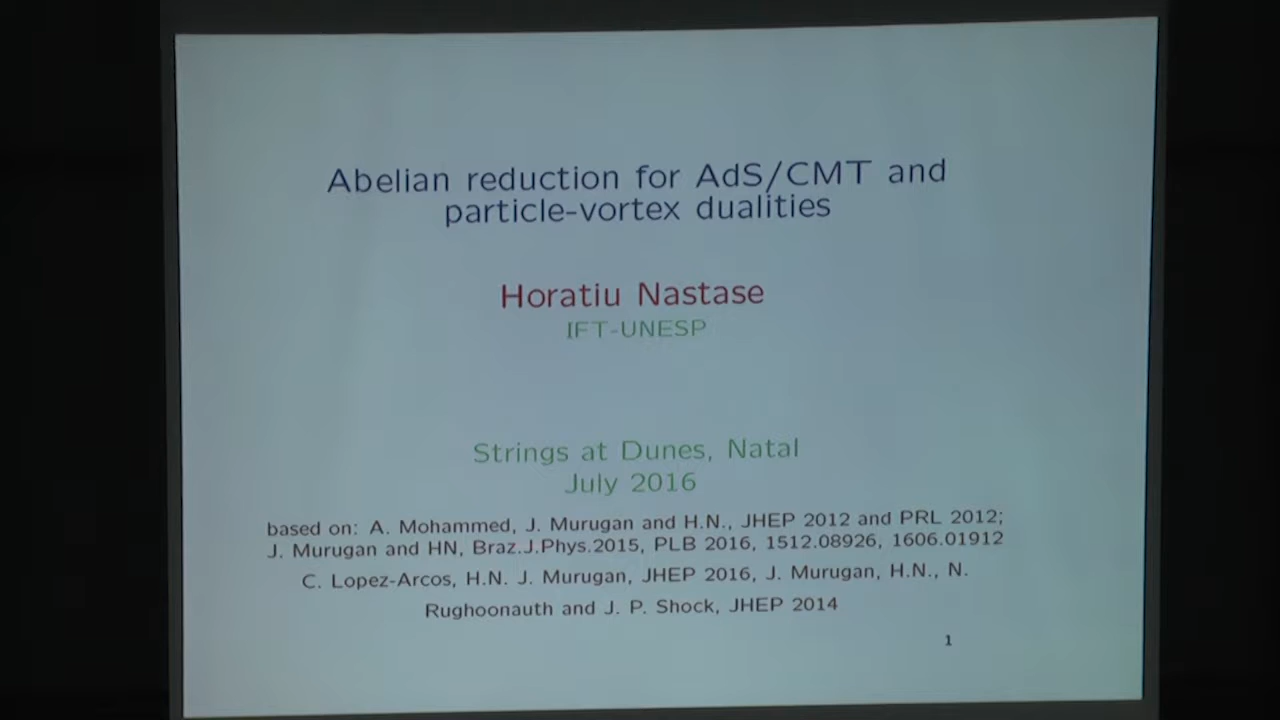 Abelian reduction for AdS/CMT and
particle-vortex dualities
Horatiu Nastase
IFT-UNESP
Strings at Dunes, Natal
July 2016
based on: A. Mohammed, J. Murugan and H.N., JHEP 2012 and PRL 2012;
J. Murugan and HN, Braz.J.Phys.2015, PLB 2016, 1512.08926, 1606.01912
C. Lopez-Arcos, H.N. J. Murugan, JHEP 2016, J. Murugan, H.N., N.
Rughoonauth and J. P. Shock, JHEP 2014
1